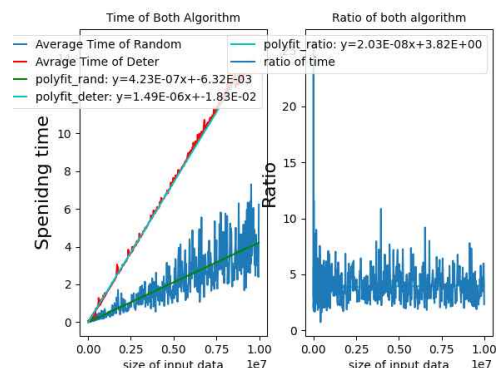 Time of Both Algorithm
Average Time of Random
Avrage Time of Deter
polyfit_rand: y=4.23E-07x+-6.32E-03
polyfit_deter: y=1.49E-06x+-1.83E-02
Spenidng time
10
8
6
4
2
0
0.0
0.25
0.5
0.75
1.00
1e7
size of input data
Ratio of both algorithm
polyfit_ratio: y=2.03E-08x+3.82E+00
ratio of time
Ratio
20
15
10
5
0
0.00
0.25
0.50
0.75
1.00
1e7
size of input data